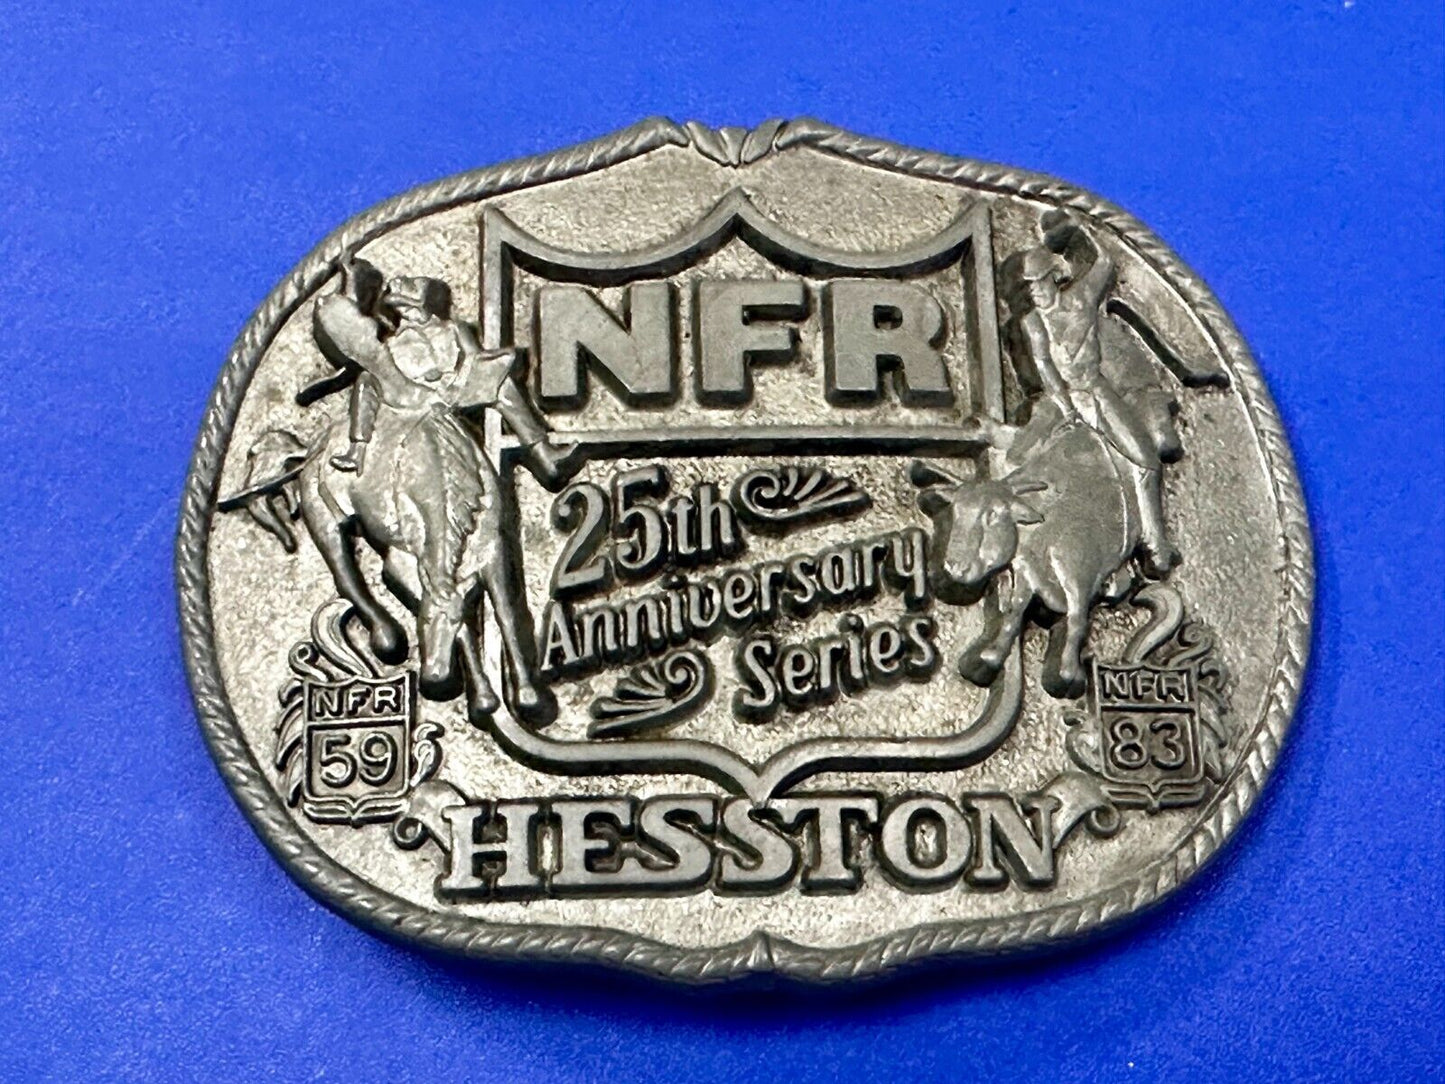 NFR
25th
Anniversary
Series
NFR
59
NFR
83
HESSTON